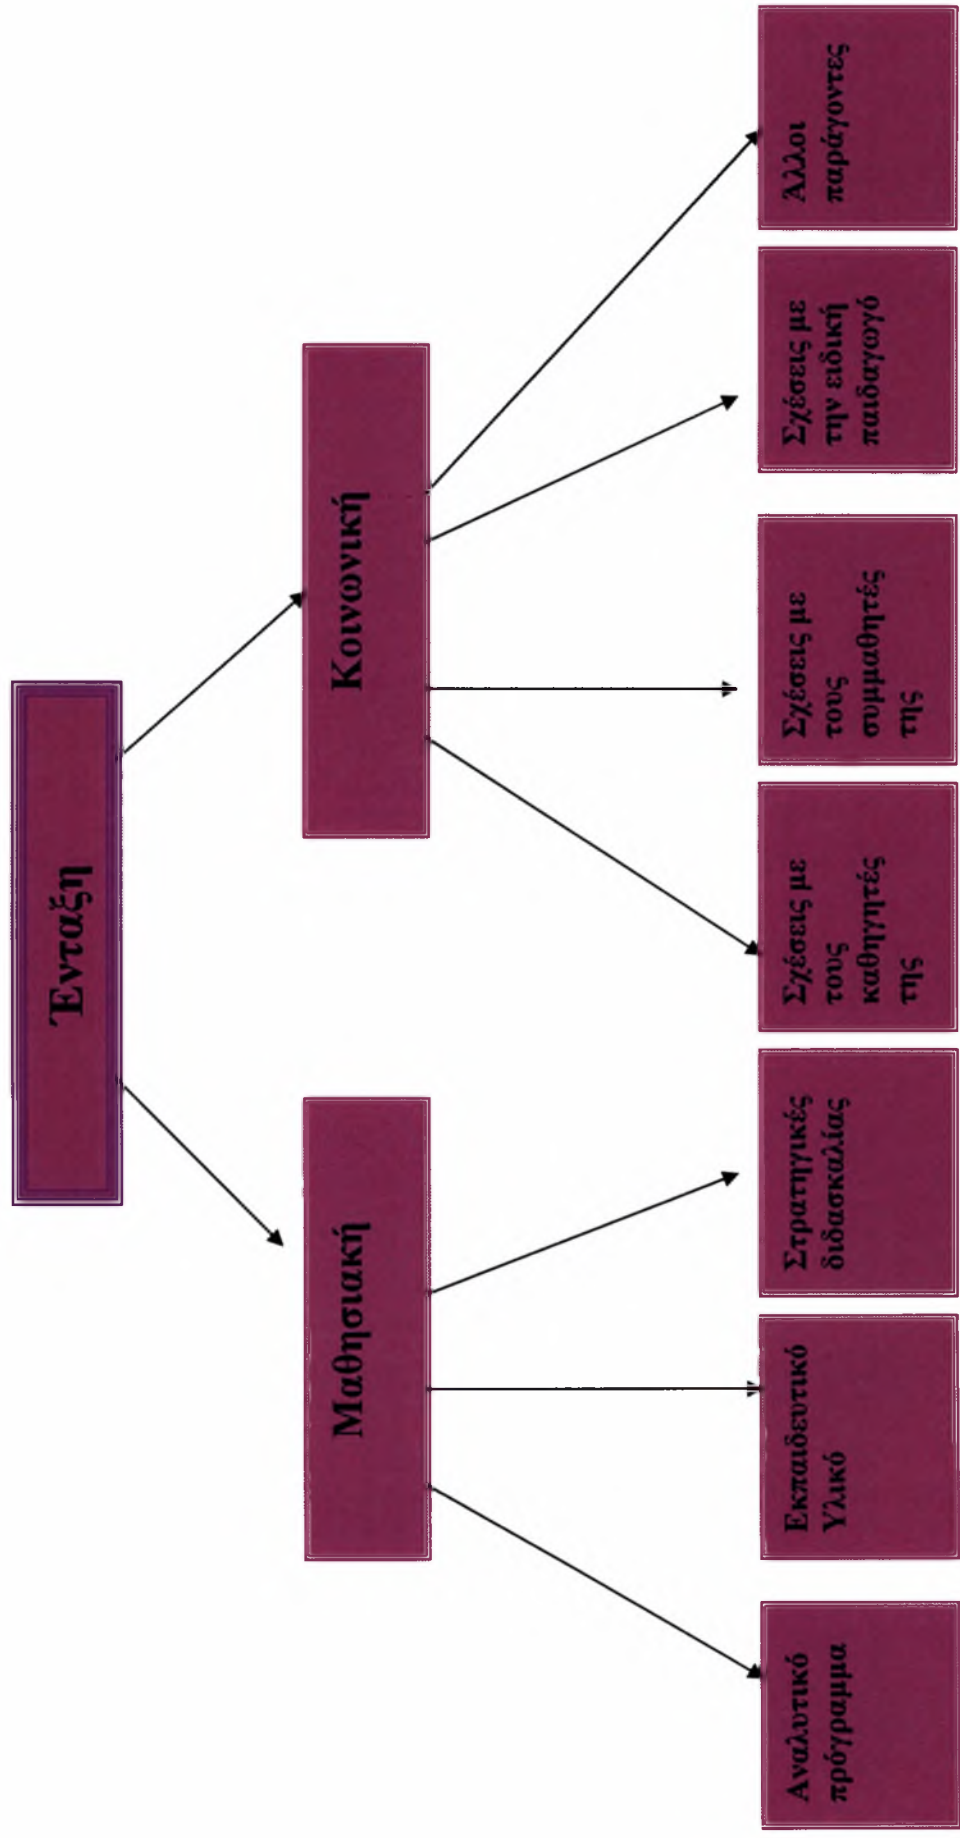 Ένταξη
Μαθησιακή
Κοινωνική
Αναλυτικό
πρόγραμμα
Εκπαιδευτικό
Υλικό
Στρατηγικές
διδασκαλίας
Σχέσεις με
τους
καθηγητές
της
Σχέσεις με
τους
συμμαθητές
της
Σχέσεις με
την ειδική
παιδαγωγό
Άλλοι
παράγοντες